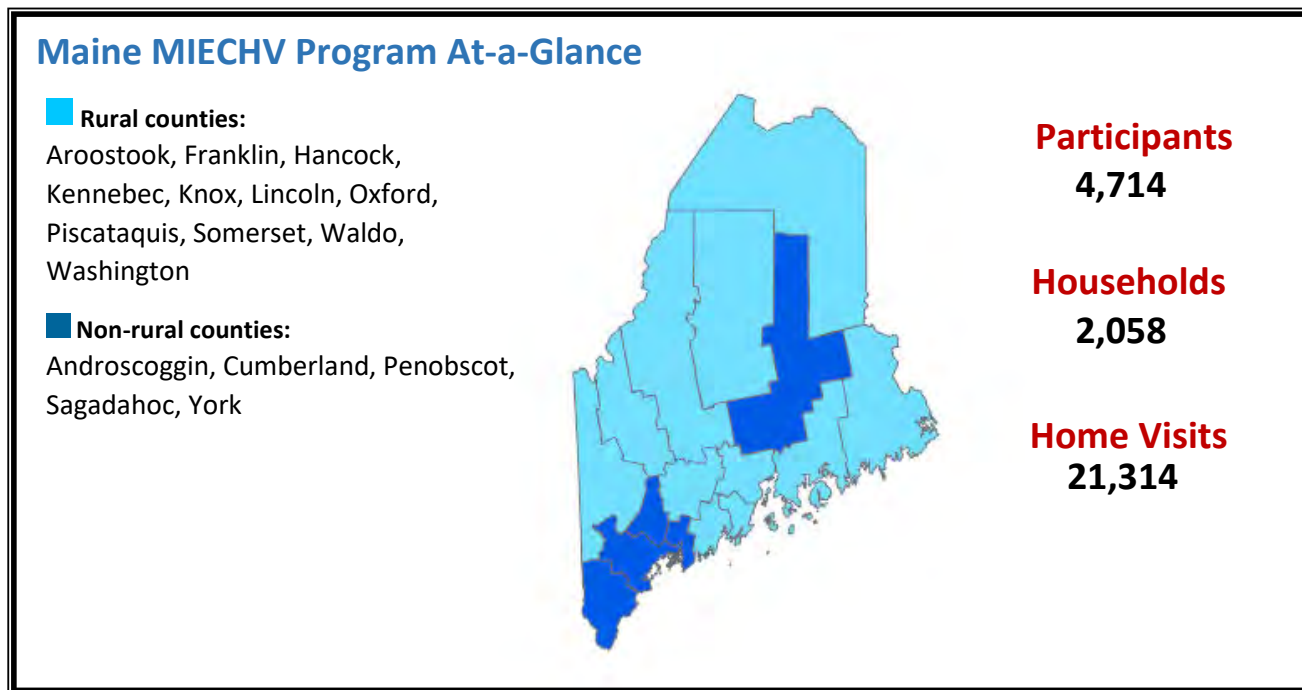 Maine MIECHV Program At-a-Glance
Rural counties:
Aroostook, Franklin, Hancock,
Kennebec, Knox, Lincoln, Oxford,
Piscataquis, Somerset, Waldo,
Washington
Non-rural counties:
Androscoggin, Cumberland, Penobscot,
Sagadahoc, York
Participants
4,714
Households
2,058
Home Visits
21,314